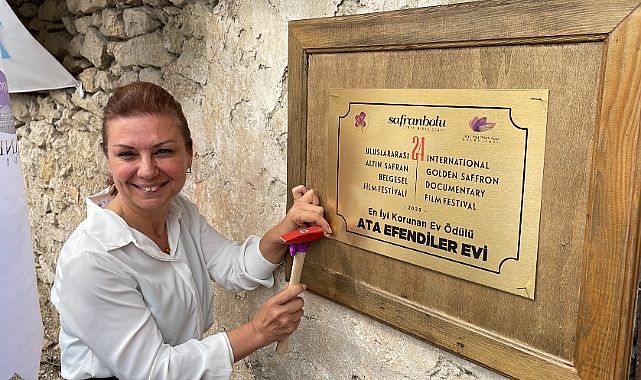 safranbolu
ULUSLARARASI
ALTIN SAFRAN
BELGESEL
FİLM FESTİVALİ
24
INTERNATIONAL
GOLDEN SAFFRON
DOCUMENTARY
FILM FESTIVAL
- 2023 -
En İyi Korunan Ev Ödülü
ATA EFENDİLER EVİ